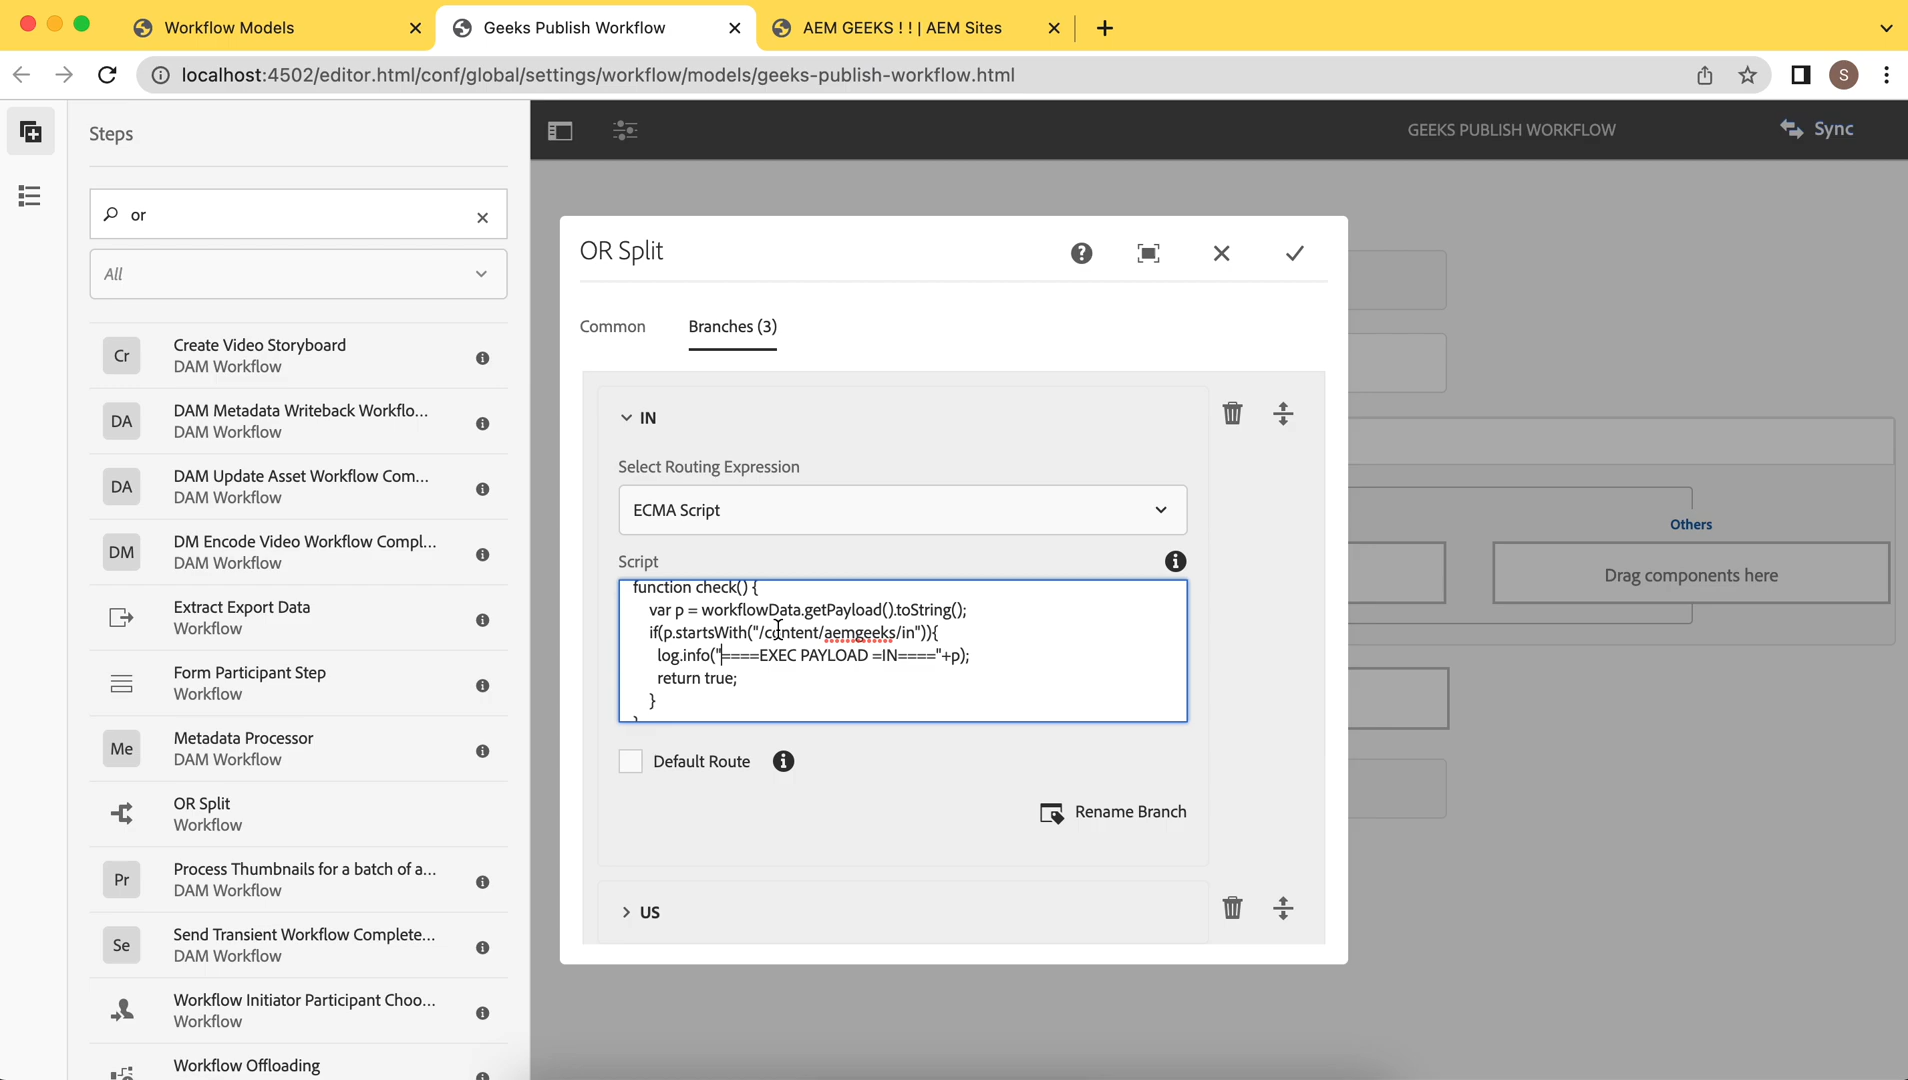 Workflow Models
Geeks Publish Workflow
AEM GEEKS ! ! | AEM Sites
localhost:4502/editor.html/conf/global/settings/workflow/models/geeks-publish-workflow.html
S
Steps
or
All
Cr
Create Video Storyboard
DAM Workflow
DA
DAM Metadata Writeback Workflo...
DAM Workflow
DA
DAM Update Asset Workflow Com...
DAM Workflow
DM
DM Encode Video Workflow Compl...
DAM Workflow
Extract Export Data
Workflow
Form Participant Step
Workflow
Me
Metadata Processor
DAM Workflow
OR Split
Workflow
Pr
Process Thumbnails for a batch of a...
DAM Workflow
Se
Send Transient Workflow Complete...
DAM Workflow
Workflow Initiator Participant Choo...
Workflow
Workflow Offloading
GEEKS PUBLISH WORKFLOW
Sync
OR Split
Common
Branches (3)
IN
Select Routing Expression
ECMA Script
Script
function check() {
var p = workflowData.getPayload().toString();
if(p.startsWith("/content/aemgeeks/in")){
log.info("====EXEC PAYLOAD =IN===="+p);
return true;
}
}
Default Route
Rename Branch
US
Others
Drag components here